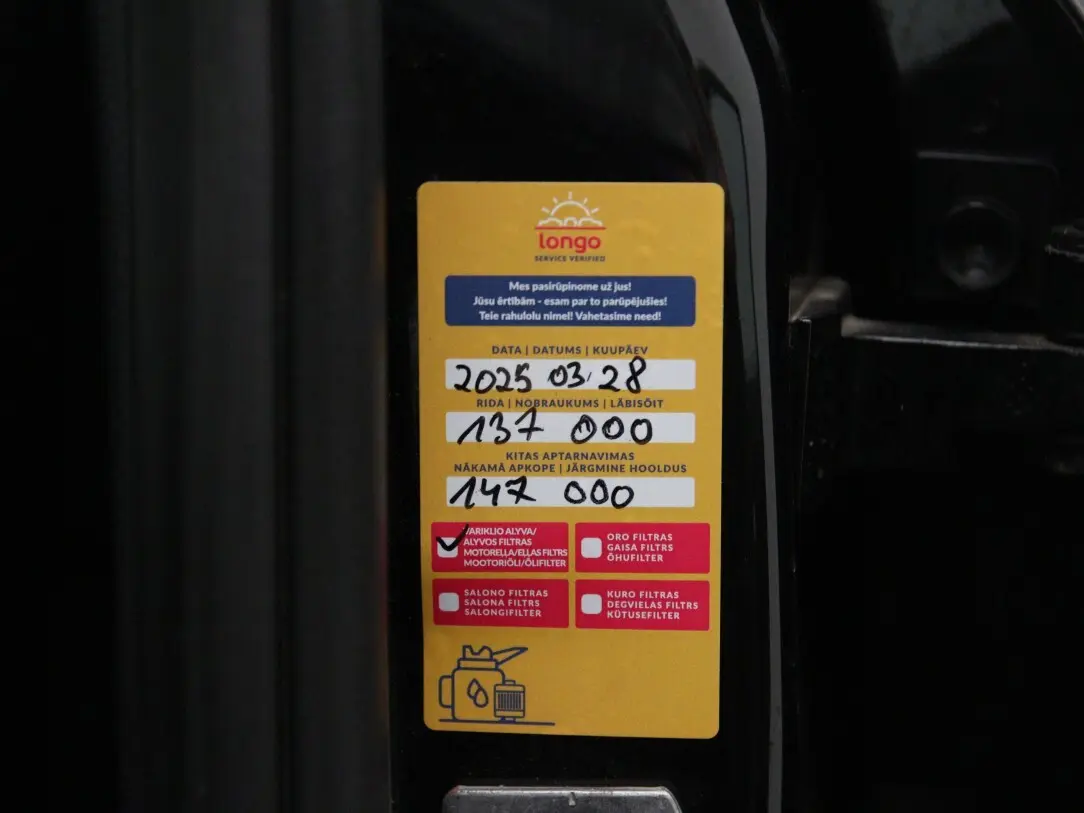 longo
SERVICE VERIFIED
Mes pasirūpinome už jus!
Jūsu ērtībām - esam par to parūpējušies!
Teie rahulolu nimel! Vahetasime need!
DATA | DATUMS | KUUPÄEV
2025 03. 28
RIDA | NOBRAUKUMS | LÄBISÕIT
137 000
KITAS APTARNAVIMAS
NĀKAMĀ APKOPE | JÄRGMINE HOOLDUS
147 000
VARIKLIO ALYVA/
ALYVOS FILTRAS
MOTOREĻĻA/EĻĻAS FILTRS
MOOTORIÕLI/ÕLIFILTER
ORO FILTRAS
GAISA FILTRS
ÕHUFILTER
SALONO FILTRAS
SALONA FILTRS
SALONGIFILTER
KURO FILTRAS
DEGVIELAS FILTRS
KÜTUSEFILTER